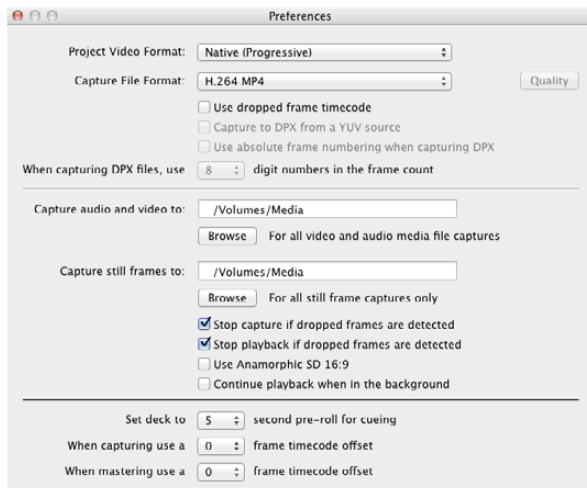 Preferences
Project Video Format: Native (Progressive)
Capture File Format: H.264 MP4 Quality
Use dropped frame timecode
Capture to DPX from a YUV source
Use absolute frame numbering when capturing DPX
When capturing DPX files, use 8 digit numbers in the frame count
Capture audio and video to: /Volumes/Media
Browse For all video and audio media file captures
Capture still frames to: /Volumes/Media
Browse For all still frame captures only
Stop capture if dropped frames are detected
Stop playback if dropped frames are detected
Use Anamorphic SD 16:9
Continue playback when in the background
Set deck to 5 second pre-roll for cueing
When capturing use a 0 frame timecode offset
When mastering use a 0 frame timecode offset